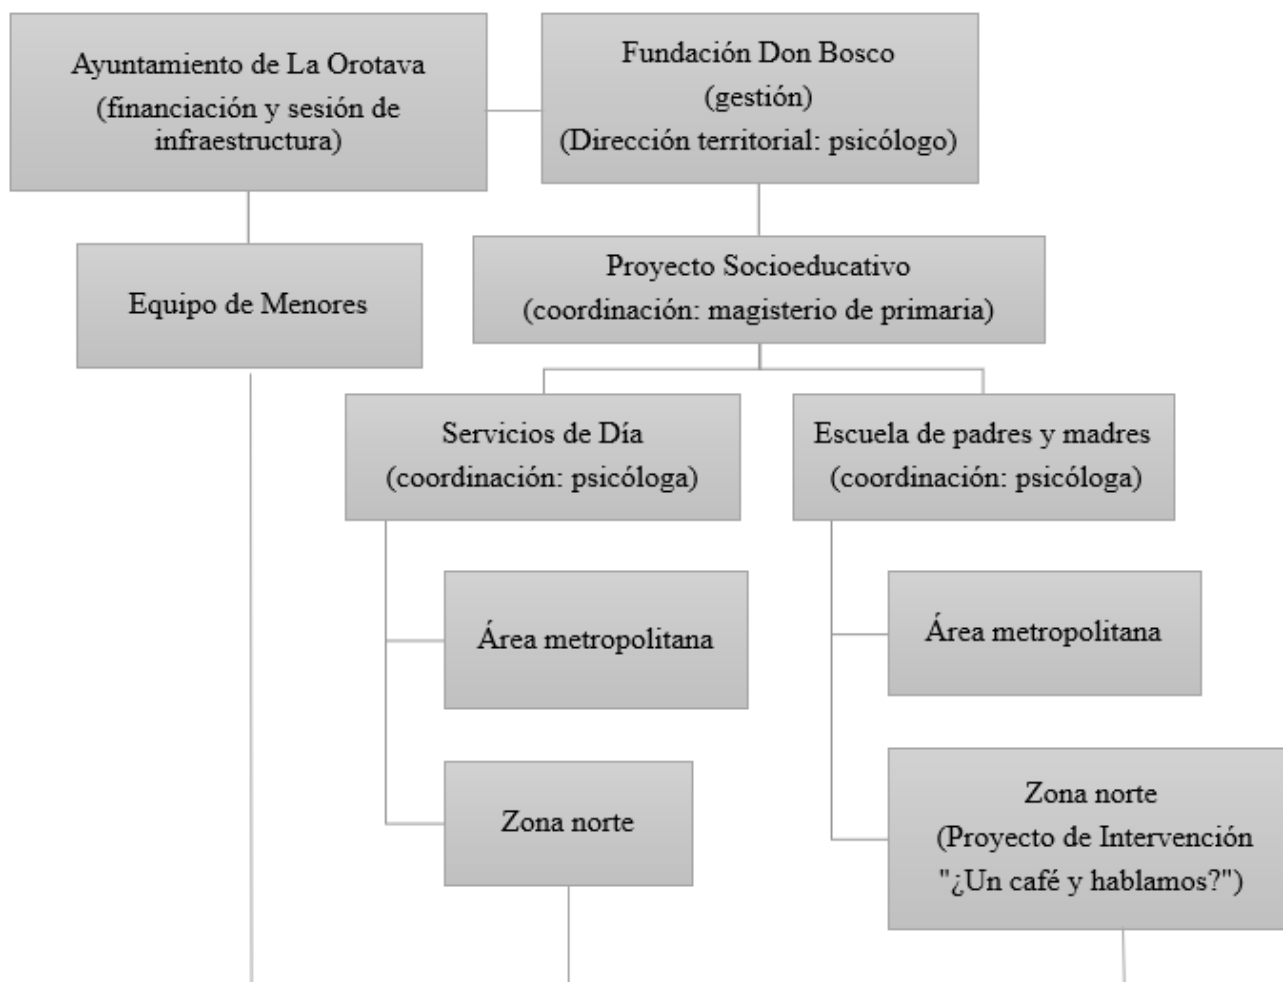 Ayuntamiento de La Orotava
(financiación y sesión de
infraestructura)
Fundación Don Bosco
(gestión)
(Dirección territorial: psicólogo)
Equipo de Menores
Proyecto Socioeducativo
(coordinación: magisterio de primaria)
Servicios de Día
(coordinación: psicóloga)
Escuela de padres y madres
(coordinación: psicóloga)
Área metropolitana
Área metropolitana
Zona norte
Zona norte
(Proyecto de Intervención
"¿Un café y hablamos?")